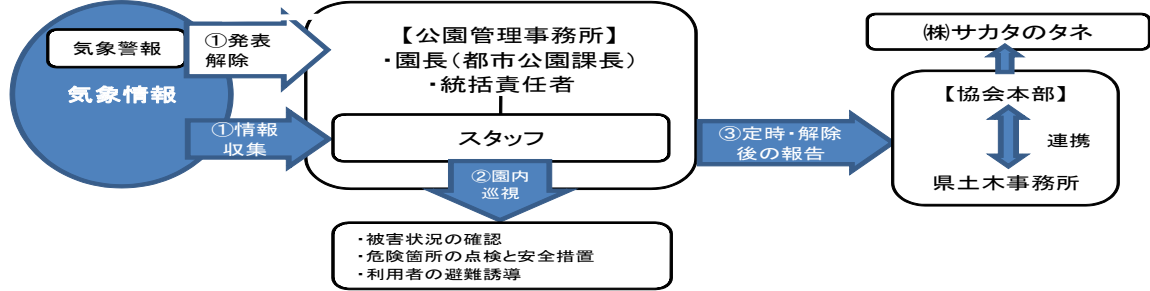 気象警報
気象情報
①発表
解除
①情報
収集
【公園管理事務所】
・園長（都市公園課長）
・統括責任者
スタッフ
②園内
巡視
・被害状況の確認
・危険箇所の点検と安全措置
・利用者の避難誘導
③定時・解除
後の報告
㈱サカタのタネ
【協会本部】
連携
県土木事務所